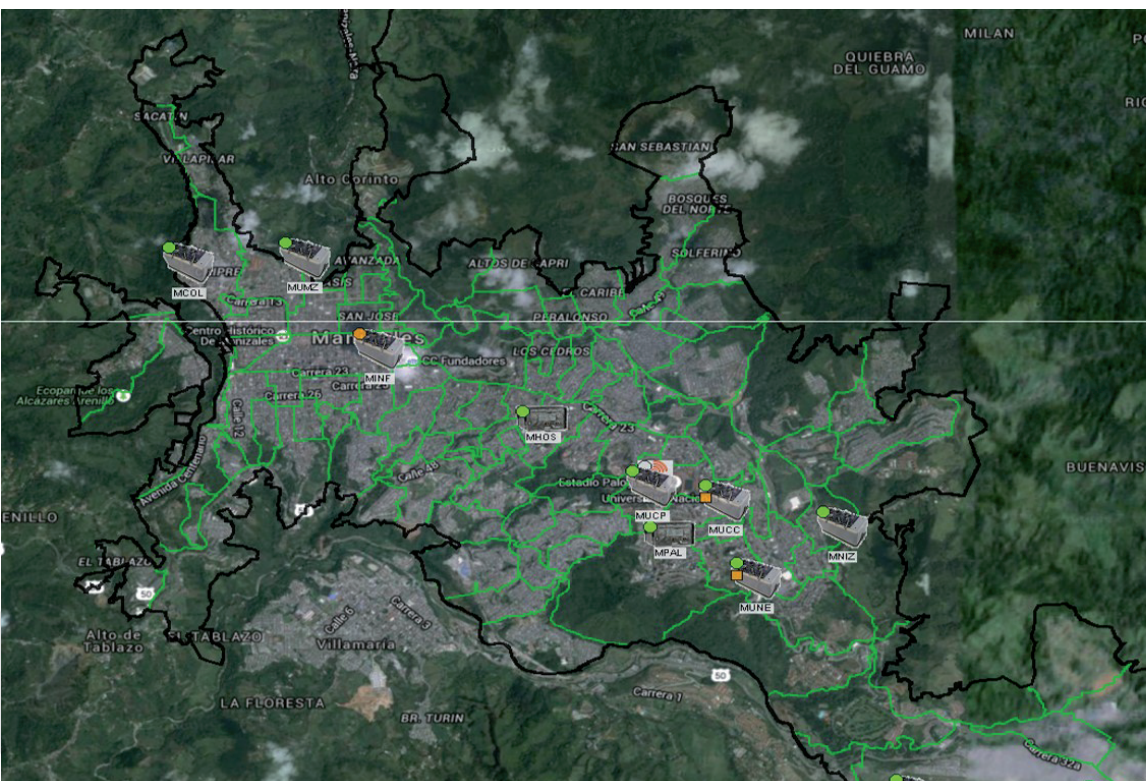 MILAN
QUIEBRA
DEL GUAMO
SACATIN
VILLAPILAR
Alto Corinto
SAN SEBASTIAN
BOSQUES
DEL NORTE
SOLFERINO
AVANZADA
ALTOS DE CAPRI
EL CARIBE
MCOL
MUMZ
Carrera 13
SAN JOSE
PERALONSO
Centro Histórico
De Manizales
LOS CEDROS
CC Fundadores
MINF
Carrera 23
Carrera 26
Ecoparque los
Alcázares Arenillo
Calle 12
MHOS
Carrera 23
Avenida Centenario
Calle 48
BUENAVIS
Estadio Palo
MUCP
MUCC
MPAL
MNIZ
ENILLO
EL TABLAZO
50
MUNE
Alto de
Tablazo
EL TABLAZO
Calle 6
Carrera 3
Villamaría
50
LA FLORESTA
BR. TURIN
Carrera 1
Carrera 32a